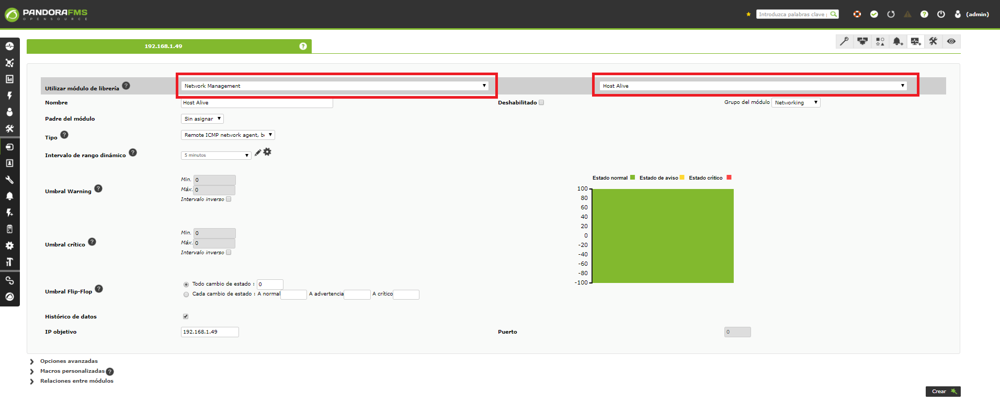 PANDORAFMS
OPENSOURCE
Introduzca palabras clave p
(admin)
192.168.1.49
Utilizar módulo de librería
Network Management
Host Alive
Nombre
Host Alive
Deshabilitado
Grupo del módulo
Networking
Padre del módulo
Sin asignar
Tipo
Remote ICMP network agent, b
Intervalo de rango dinámico
5 minutos
Umbral Warning
Min. 0
Máx. 0
Intervalo inverso
Estado normal Estado de aviso Estado crítico
100
80
60
40
20
0
-20
-40
-60
-80
-100
Umbral crítico
Min. 0
Máx. 0
Intervalo inverso
Umbral Flip-Flop
Todo cambio de estado : 0
Cada cambio de estado : A normal A advertencia A crítico
Histórico de datos
IP objetivo
192.168.1.49
Puerto
0
Opciones avanzadas
Macros personalizadas
Relaciones entre módulos
Crear